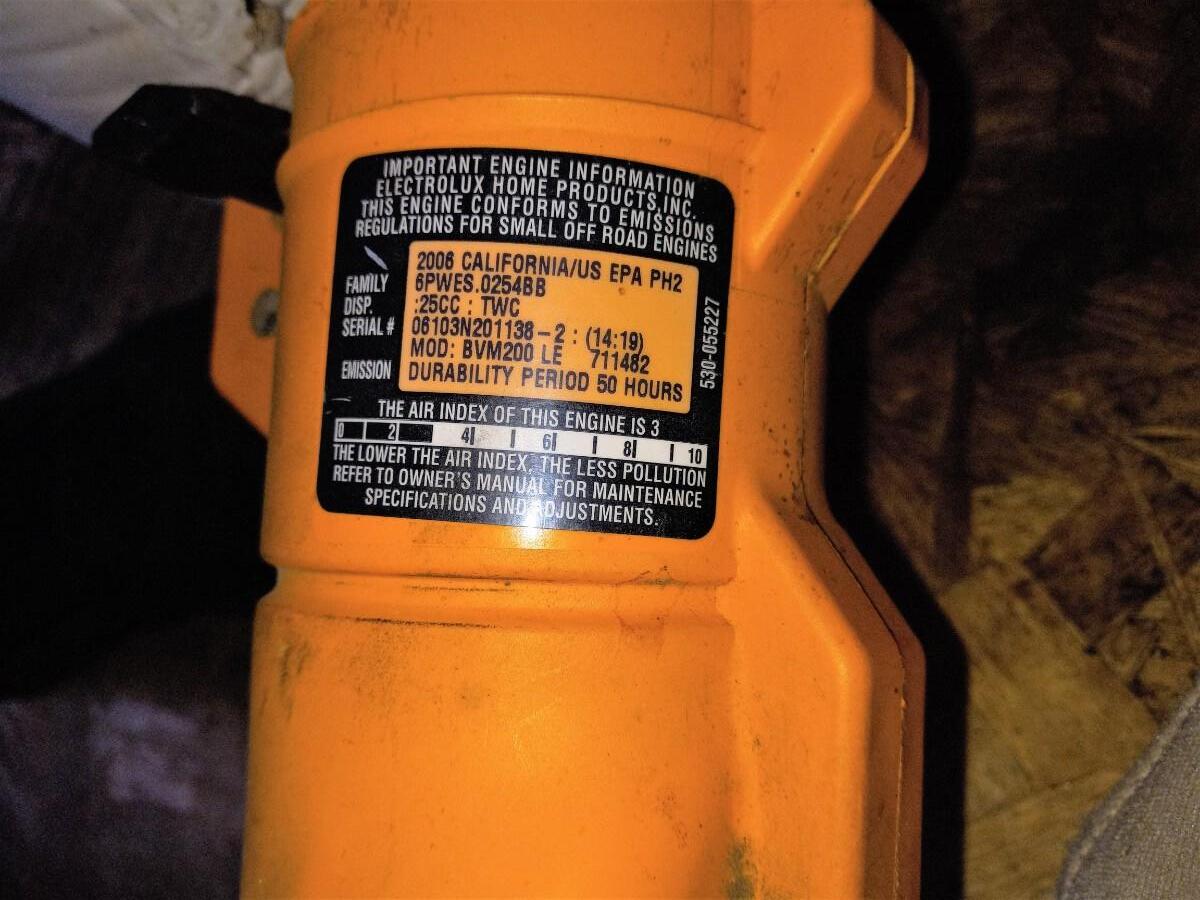 IMPORTANT ENGINE INFORMATION
ELECTROLUX HOME PRODUCTS, INC.
THIS ENGINE CONFORMS TO EMISSIONS
REGULATIONS FOR SMALL OFF ROAD ENGINES
2006 CALIFORNIA/US EPA PH2
FAMILY 6PWES.0254BB
DISP. :25CC : TWC
SERIAL # 06103N201138-2 : (14:19)
MOD: BVM200 LE 711482
EMISSION DURABILITY PERIOD 50 HOURS
530-055227
THE AIR INDEX OF THIS ENGINE IS 3
0 2 4 6 8 10
THE LOWER THE AIR INDEX, THE LESS POLLUTION
REFER TO OWNER'S MANUAL FOR MAINTENANCE
SPECIFICATIONS AND ADJUSTMENTS.